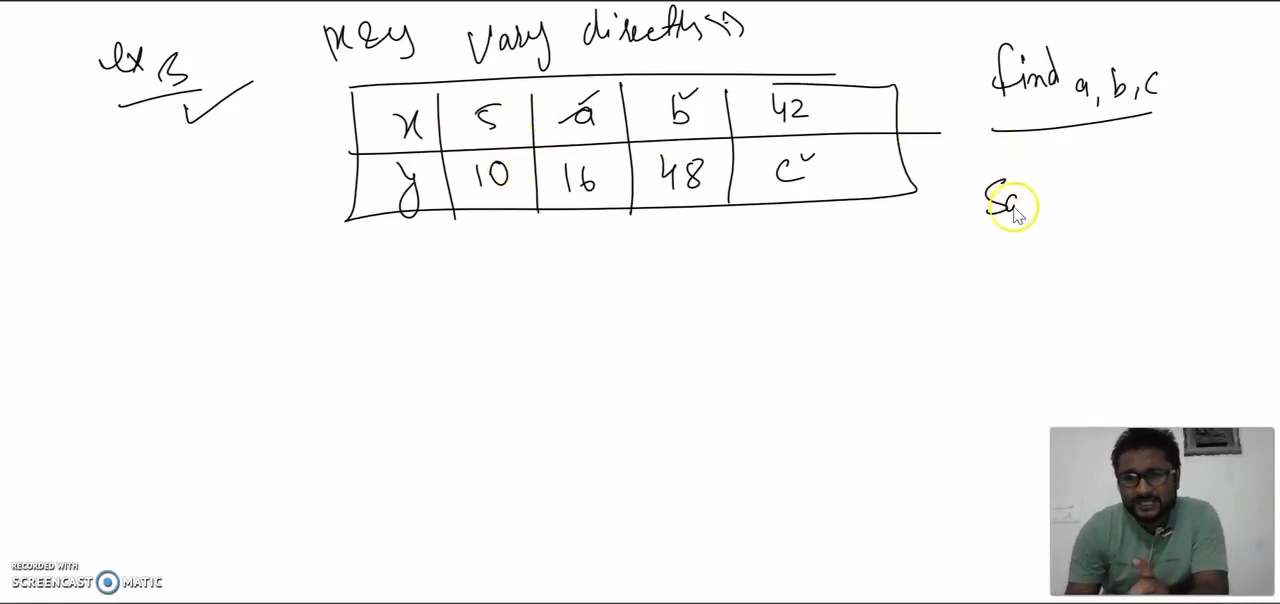 ex 3
x & y vary directly
find a, b, c
x 5 a b 42
y 10 16 48 c
So
RECORDED WITH
SCREENCAST MATIC